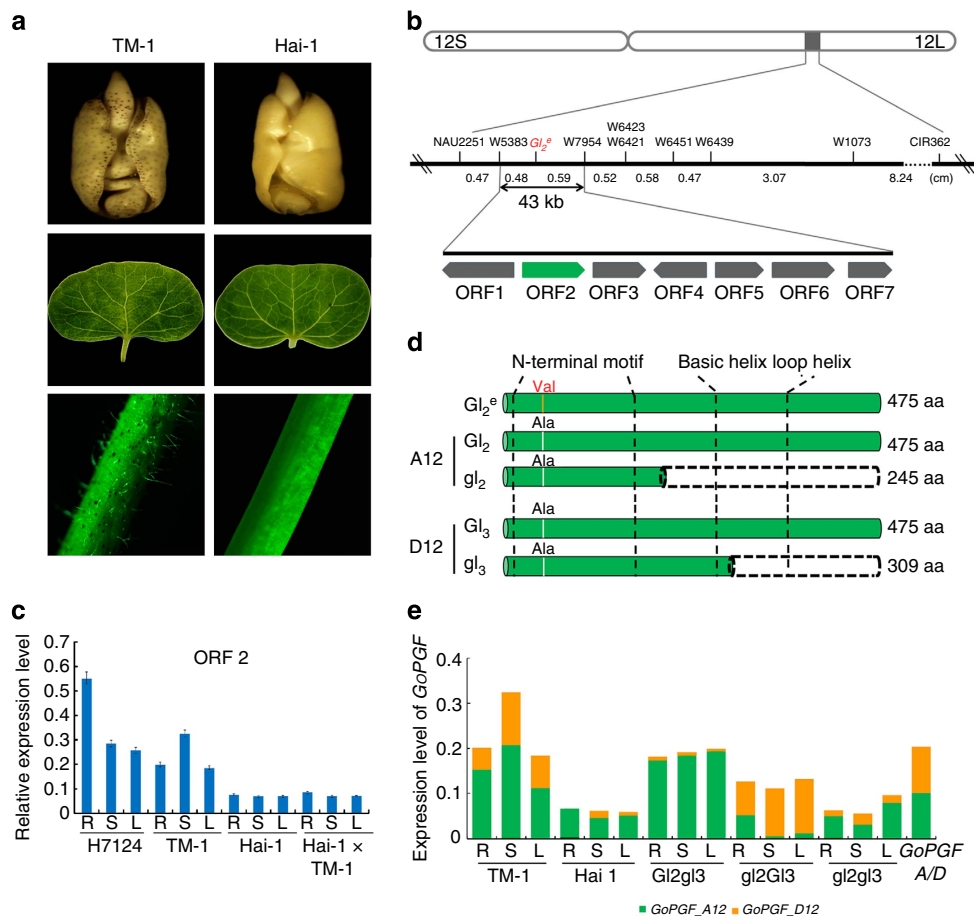 a
TM-1 Hai-1
b
12S 12L
W6423
NAU2251 W5383 Gl2e W7954 W6421 W6451 W6439 W1073 CIR362
0.47 0.48 0.59 0.52 0.58 0.47 3.07 8.24 (cm)
43 kb
ORF1 ORF2 ORF3 ORF4 ORF5 ORF6 ORF7
d
N-terminal motif Basic helix loop helix
Val
Gl2e 475 aa
Ala
A12
Gl2 475 aa
Ala
gl2 245 aa
Ala
D12
Gl3 475 aa
Ala
gl3 309 aa
c
Relative expression level
ORF 2
0.7
0.6
0.5
0.4
0.3
0.2
0.1
0
R S L R S L R S L R S L
H7124 TM-1 Hai-1 Hai-1 ×
TM-1
e
Expression level of GoPGF
0.4
0.3
0.2
0.1
0
R S L R S L R S L R S L R S L GoPGF
TM-1 Hai 1 Gl2gl3 gl2Gl3 gl2gl3 A/D
GoPGF_A12 GoPGF_D12